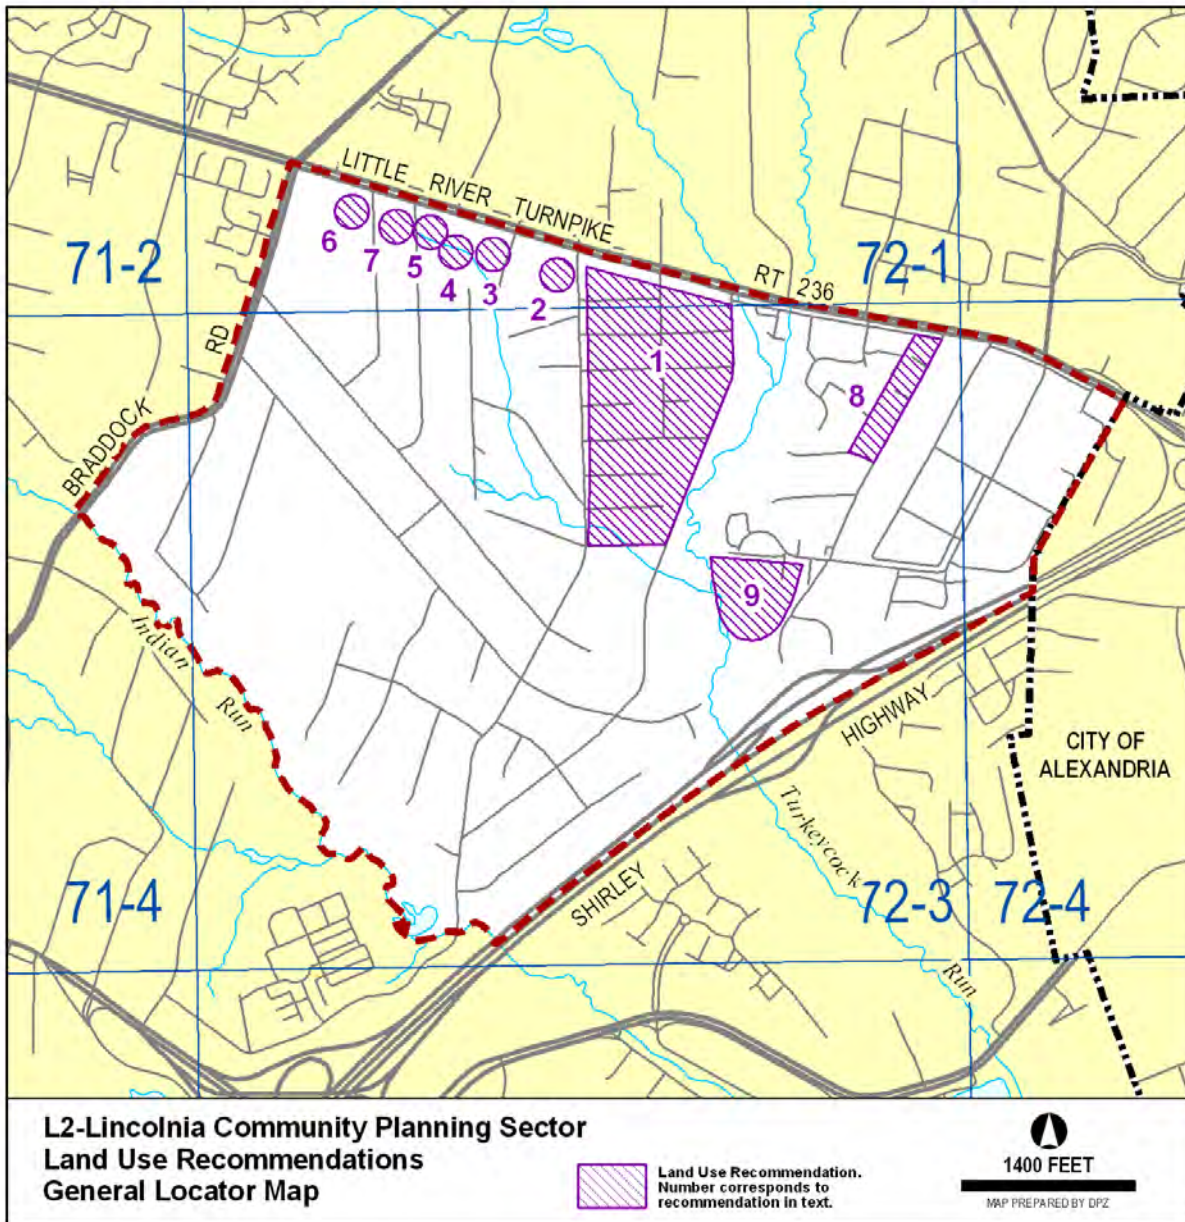 LITTLE RIVER TURNPIKE
RT 236
71-2
72-1
6
7
5
4
3
2
1
8
9
BRADDOCK RD
Indian Run
SHIRLEY HIGHWAY
CITY OF
ALEXANDRIA
Turkeycock Run
71-4
72-3
72-4
L2-Lincolnia Community Planning Sector
Land Use Recommendations
General Locator Map
Land Use Recommendation.
Number corresponds to
recommendation in text.
1400 FEET
MAP PREPARED BY DPZ